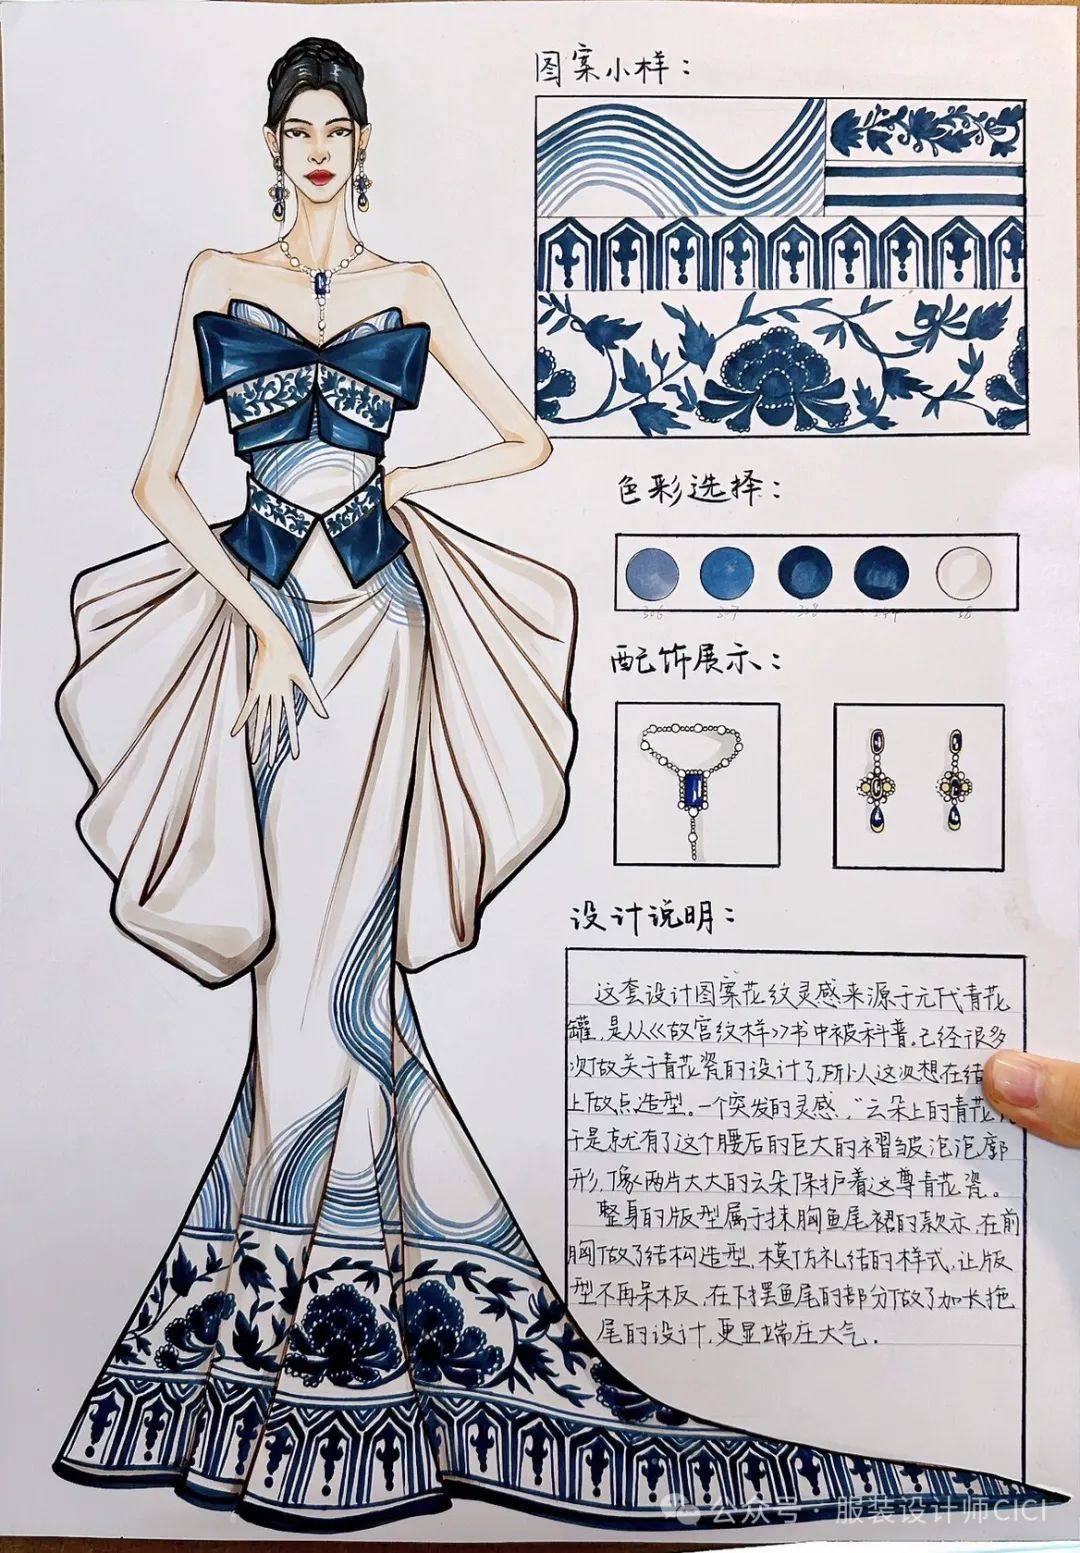 图案小样：
色彩选择：
配饰展示：
设计说明：
这套设计图案花纹灵感来源于元代青花
罐，是从《故宫纹样》书中被科普。已经很多
次做关于青花瓷的设计了，所以这次想在结
上做点造型。一个突发的灵感，“云朵上的青花
于是就有了这个腰后的巨大的褶皱泡泡廓
形，像两片大大的云朵保护着这尊青花瓷。
整身的版型属于抹胸鱼尾裙的款示，在前
胸做了结构造型，模仿礼结的样式，让版
型不再呆板，在下摆鱼尾的部分做了加长拖
尾的设计，更显端庄大气。
公众号 · 服装设计师CICI